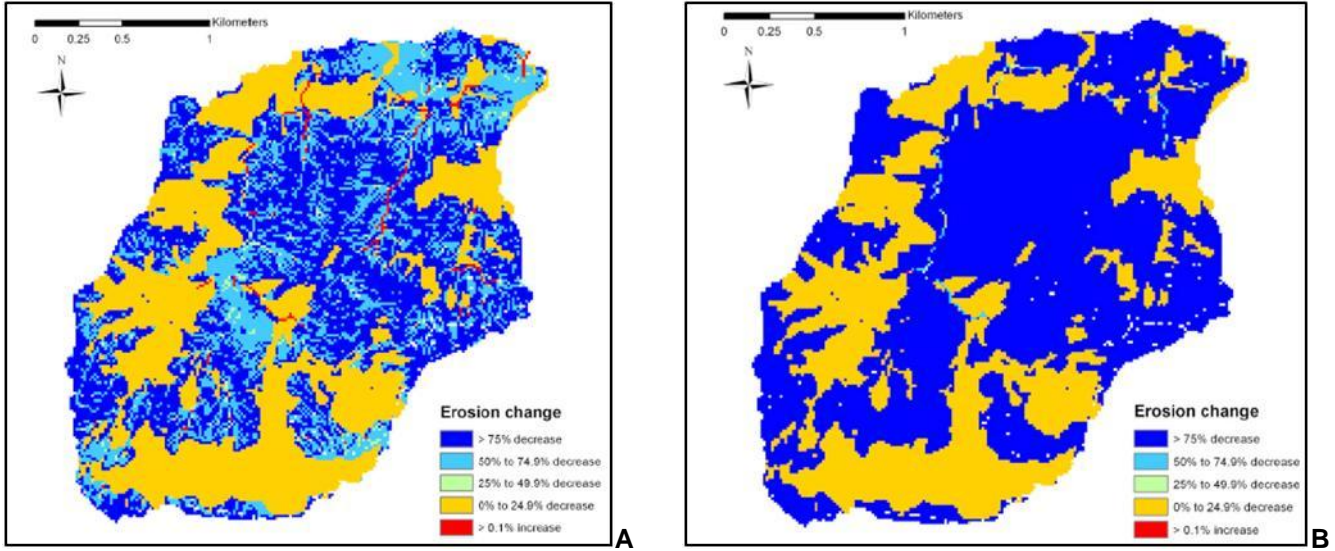 Kilometers
0 0.25 0.5 1
N
Erosion change
> 75% decrease
50% to 74.9% decrease
25% to 49.9% decrease
0% to 24.9% decrease
> 0.1% increase
A
Kilometers
0 0.25 0.5 1
N
Erosion change
> 75% decrease
50% to 74.9% decrease
25% to 49.9% decrease
0% to 24.9% decrease
> 0.1% increase
B